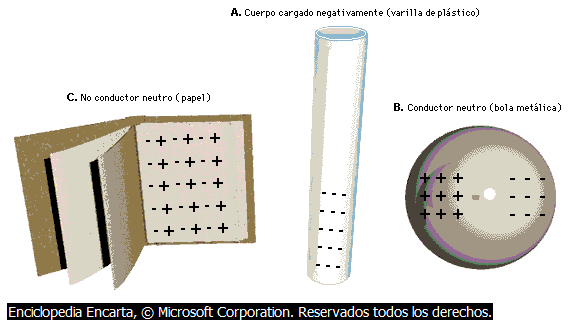 A. Cuerpo cargado negativamente (varilla de plástico)
C. No conductor neutro (papel)
B. Conductor neutro (bola metálica)
- + - + - +
- + - + - +
- + - + - +
- + - + - +
- + - + - +
- - -
- - -
- - -
- - -
- - -
+ + + - - -
+ + + - - -
+ + + - - -
Enciclopedia Encarta, © Microsoft Corporation. Reservados todos los derechos.